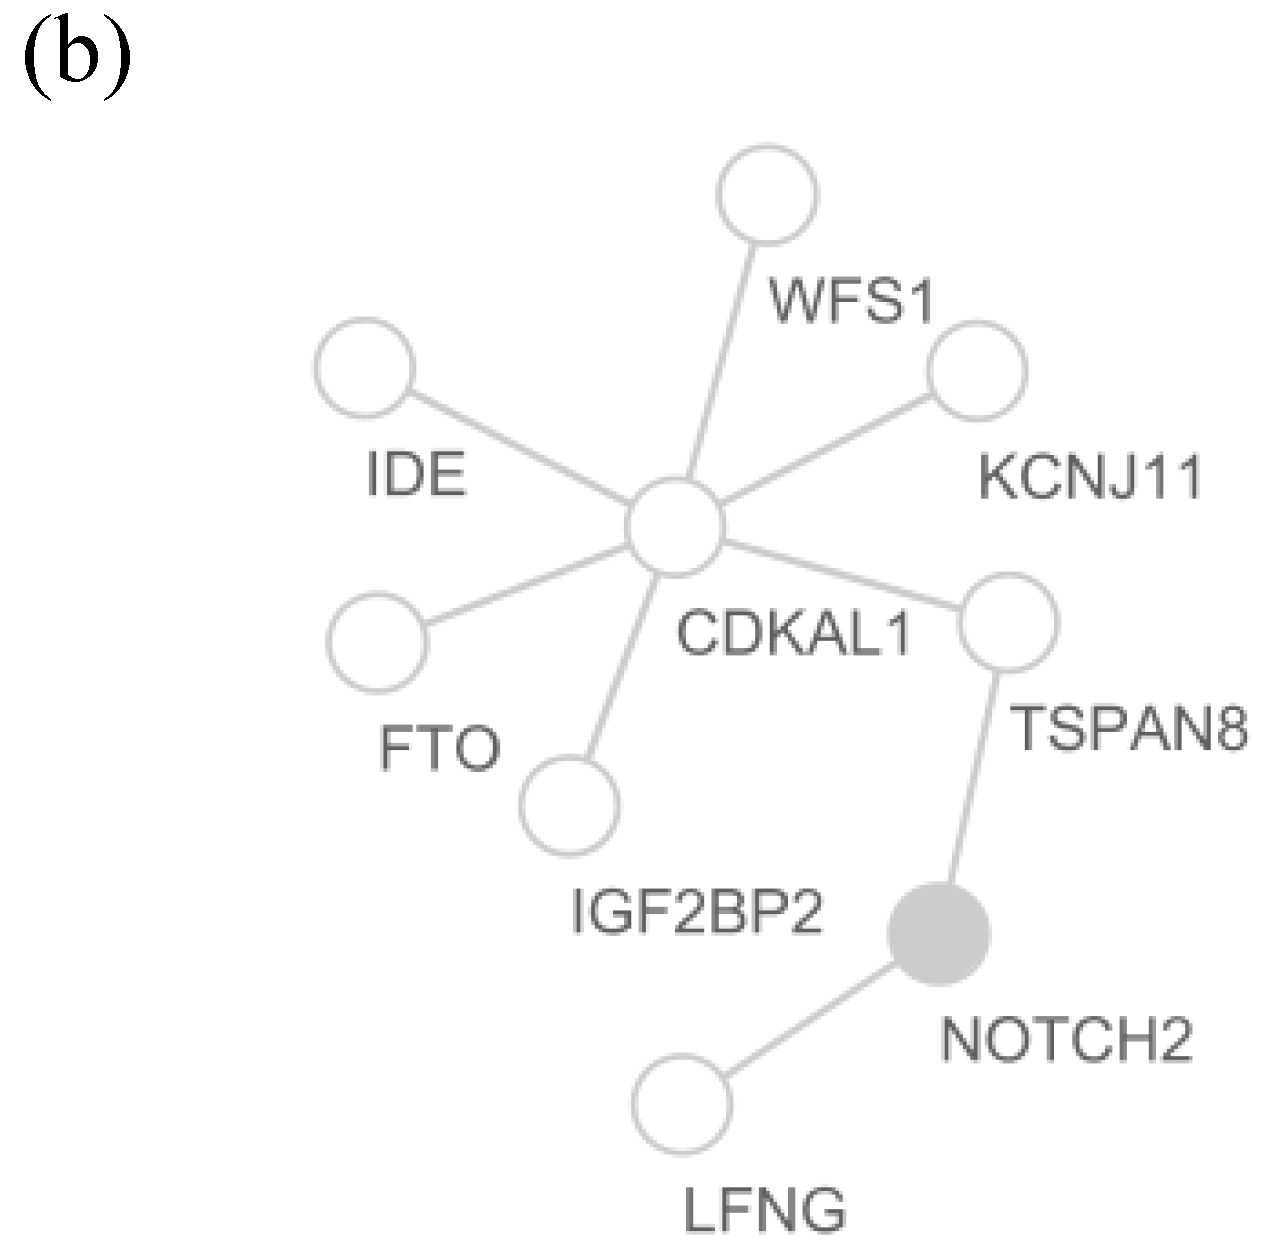 (b)
WFS1
IDE
KCNJ11
CDKAL1
TSPAN8
FTO
IGF2BP2
NOTCH2
LFNG